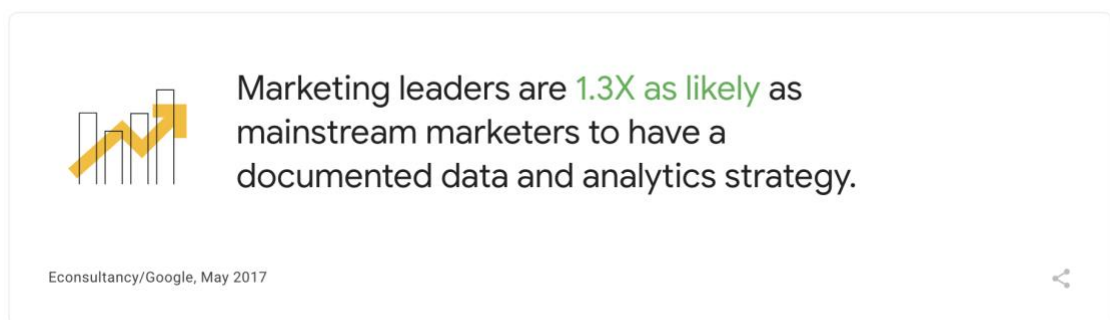 Marketing leaders are 1.3X as likely as
mainstream marketers to have a
documented data and analytics strategy.
Econsultancy/Google, May 2017